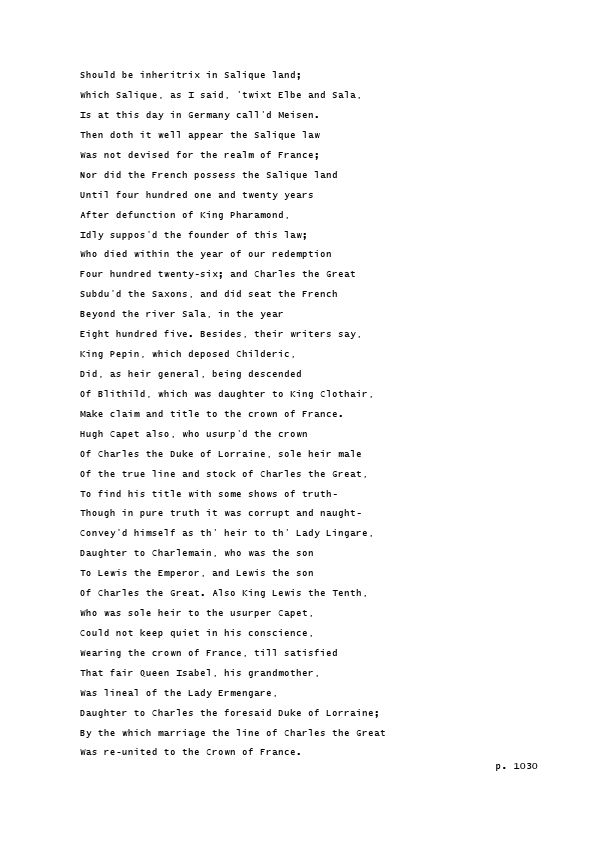 Should be inheritrix in Salique land;
Which Salique, as I said, 'twixt Elbe and Sala,
Is at this day in Germany call'd Meisen.
Then doth it well appear the Salique law
Was not devised for the realm of France;
Nor did the French possess the Salique land
Until four hundred one and twenty years
After defunction of King Pharamond,
Idly suppos'd the founder of this law;
Who died within the year of our redemption
Four hundred twenty-six; and Charles the Great
Subdu'd the Saxons, and did seat the French
Beyond the river Sala, in the year
Eight hundred five. Besides, their writers say,
King Pepin, which deposed Childeric,
Did, as heir general, being descended
Of Blithild, which was daughter to King Clothair,
Make claim and title to the crown of France.
Hugh Capet also, who usurp'd the crown
Of Charles the Duke of Lorraine, sole heir male
Of the true line and stock of Charles the Great,
To find his title with some shows of truth-
Though in pure truth it was corrupt and naught-
Convey'd himself as th' heir to th' Lady Lingare,
Daughter to Charlemain, who was the son
To Lewis the Emperor, and Lewis the son
Of Charles the Great. Also King Lewis the Tenth,
Who was sole heir to the usurper Capet,
Could not keep quiet in his conscience,
Wearing the crown of France, till satisfied
That fair Queen Isabel, his grandmother,
Was lineal of the Lady Ermengare,
Daughter to Charles the foresaid Duke of Lorraine;
By the which marriage the line of Charles the Great
Was re-united to the Crown of France.
p. 1030